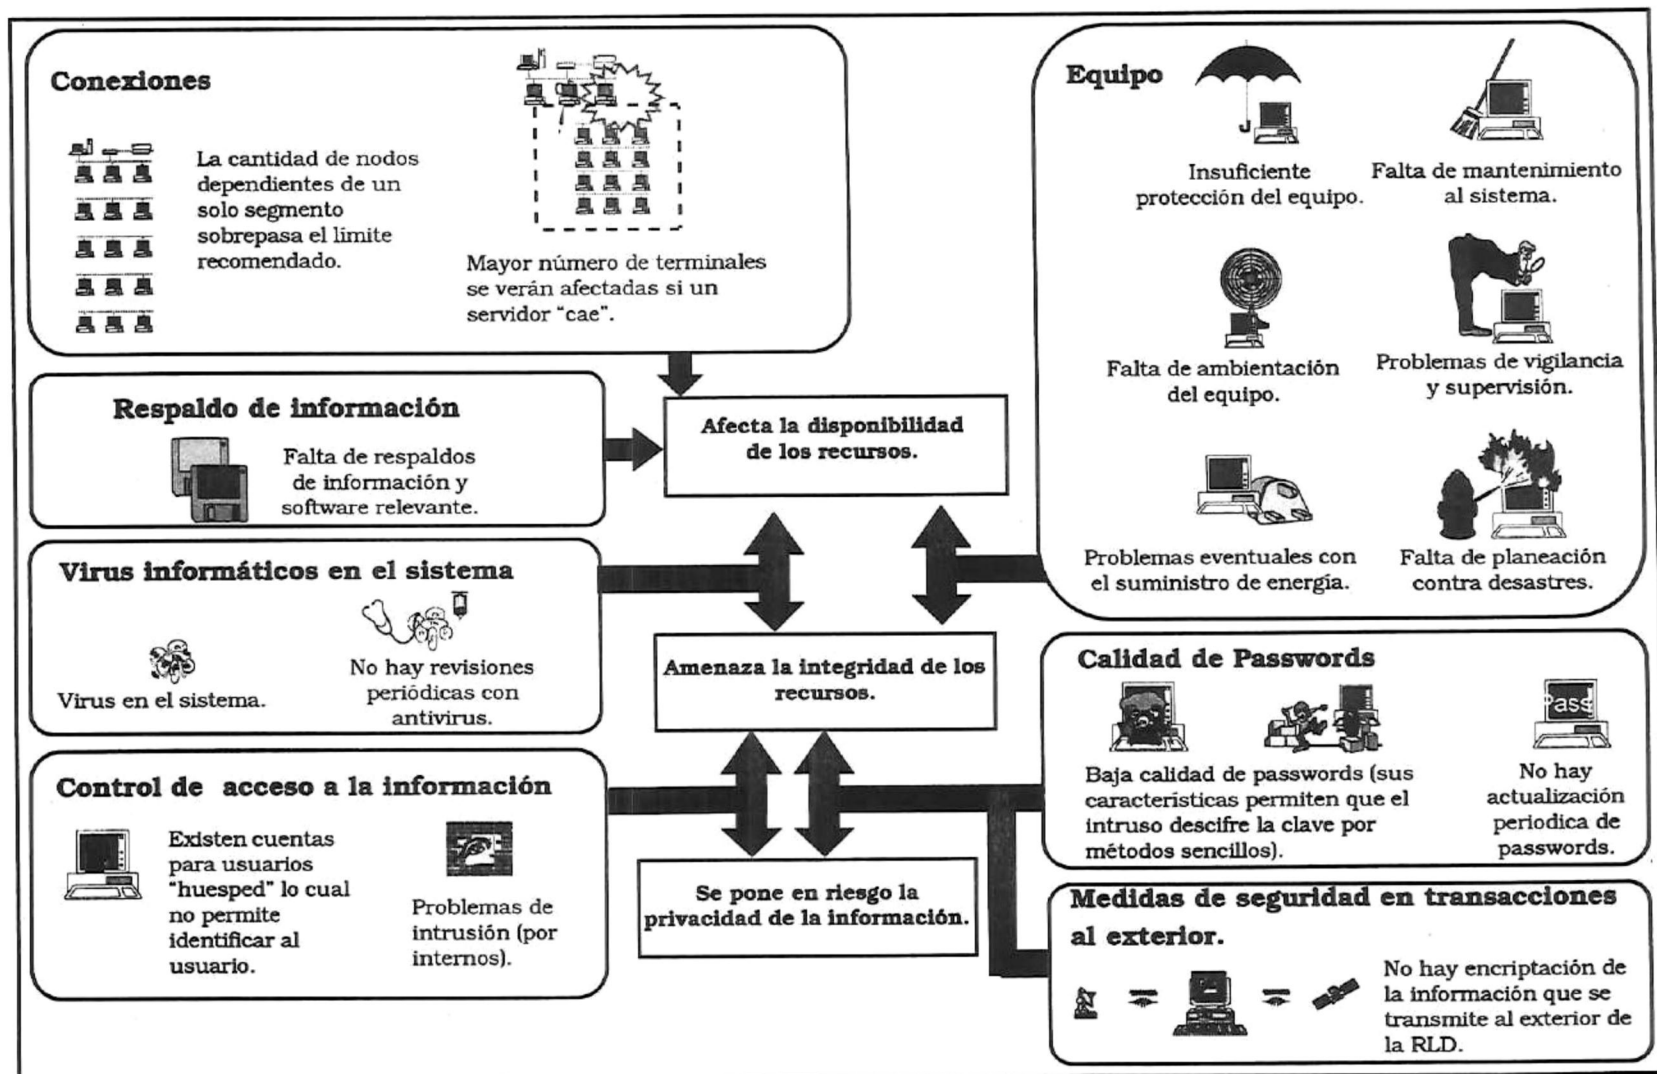 Conexiones
La cantidad de nodos
dependientes de un
solo segmento
sobrepasa el límite
recomendado.
Mayor número de terminales
se verán afectadas si un
servidor "cae".
Respaldo de información
Falta de respaldos
de información y
software relevante.
Virus informáticos en el sistema
Virus en el sistema.
No hay revisiones
periódicas con
antivirus.
Control de acceso a la información
Existen cuentas
para usuarios
"huesped" lo cual
no permite
identificar al
usuario.
Problemas de
intrusión (por
internos).
Afecta la disponibilidad
de los recursos.
Amenaza la integridad de los
recursos.
Se pone en riesgo la
privacidad de la información.
Equipo
Insuficiente
protección del equipo.
Falta de mantenimiento
al sistema.
Falta de ambientación
del equipo.
Problemas de vigilancia
y supervisión.
Problemas eventuales con
el suministro de energía.
Falta de planeación
contra desastres.
Calidad de Passwords
Pass
Baja calidad de passwords (sus
características permiten que el
intruso descifre la clave por
métodos sencillos).
No hay
actualización
periodica de
passwords.
Medidas de seguridad en transacciones
al exterior.
No hay encriptación de
la información que se
transmite al exterior de
la RLD.